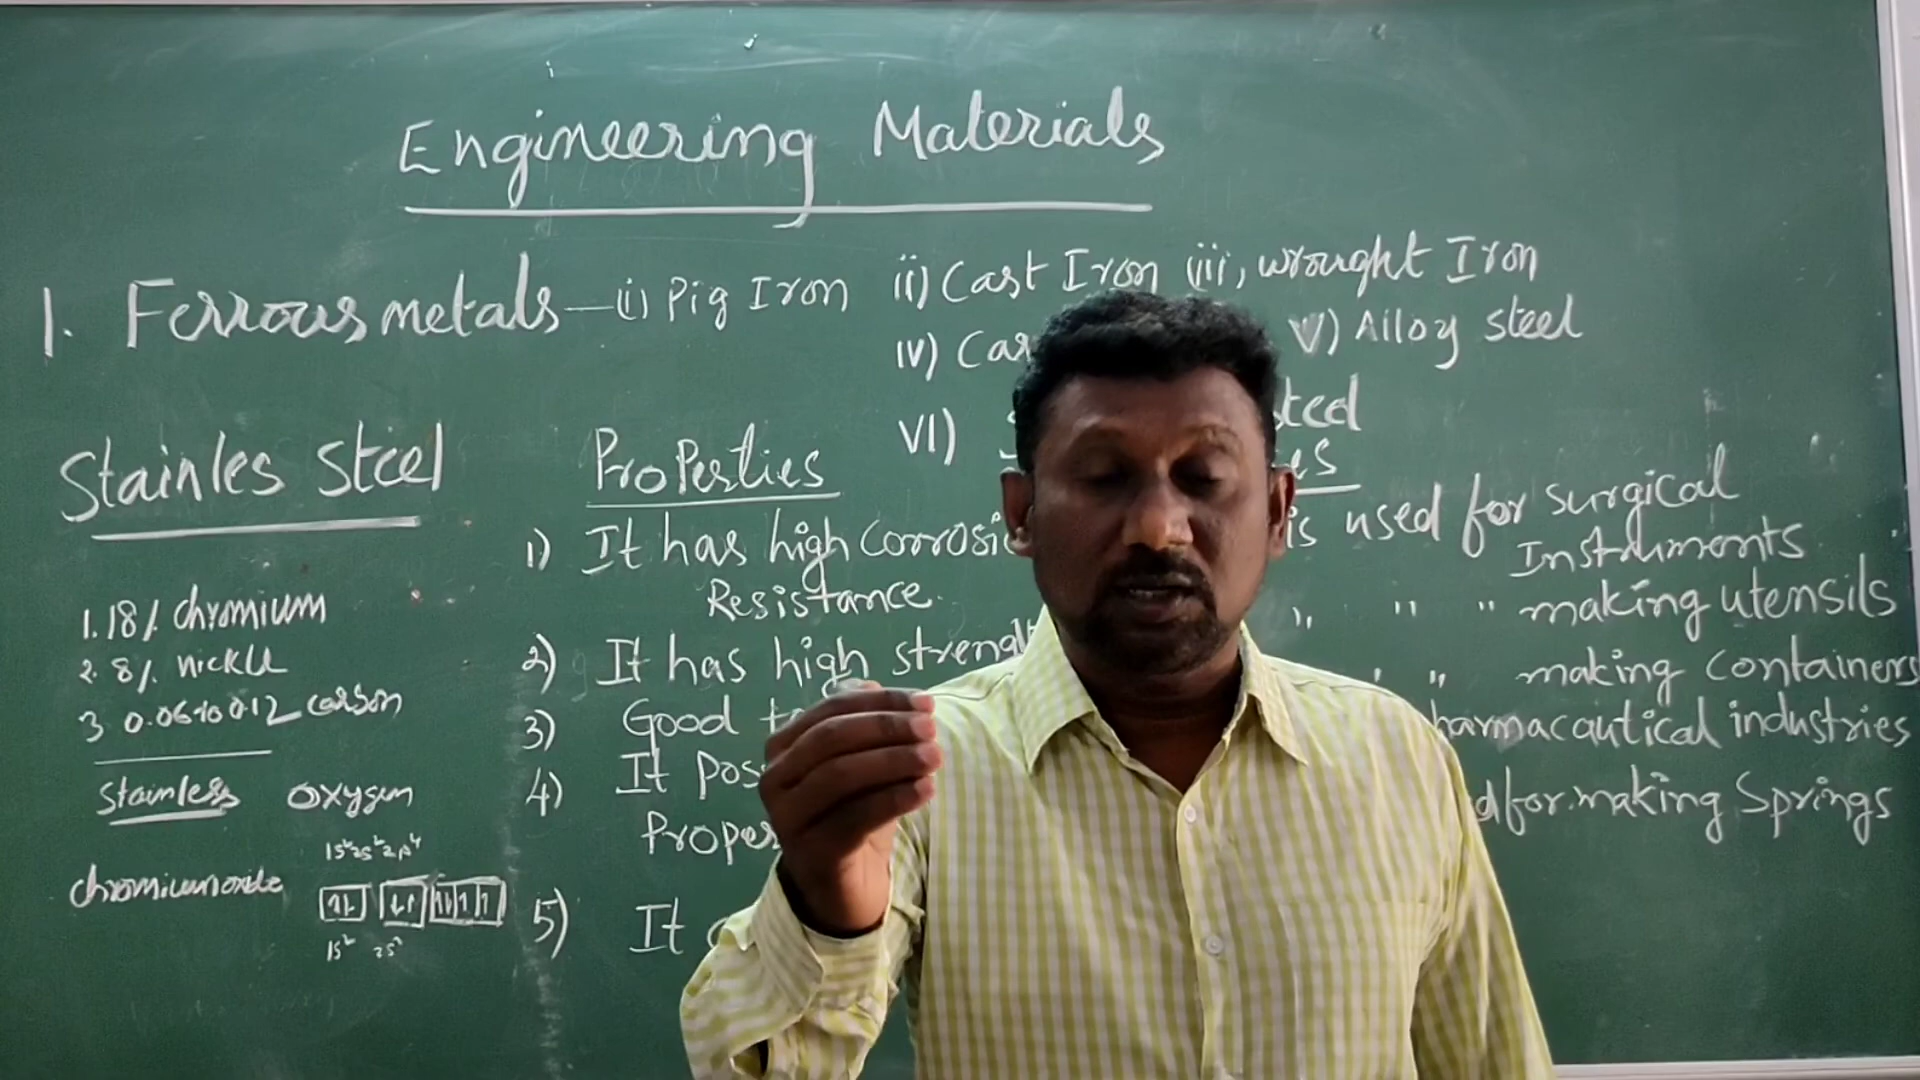 Engineering Materials
1. Ferrous metals — (i) Pig Iron ii) Cast Iron (iii, wrought Iron
iv) Car V) Alloy steel
VI) steel
Stainles Steel Properties es
1) It has high corrosi is used for surgical
Resistance. Instruments
1. 18% chromium
2) It has high strengt " " " making utensils
2. 8% nickle
" " making containers
3 0.06 to 0.12 carbon
3) Good to harmacautical industries
4) It poss d for making Springs
Stainless oxygen
Proper
1s² 2s² 2p⁴
chromium oxide
5) It
1s² 2s²